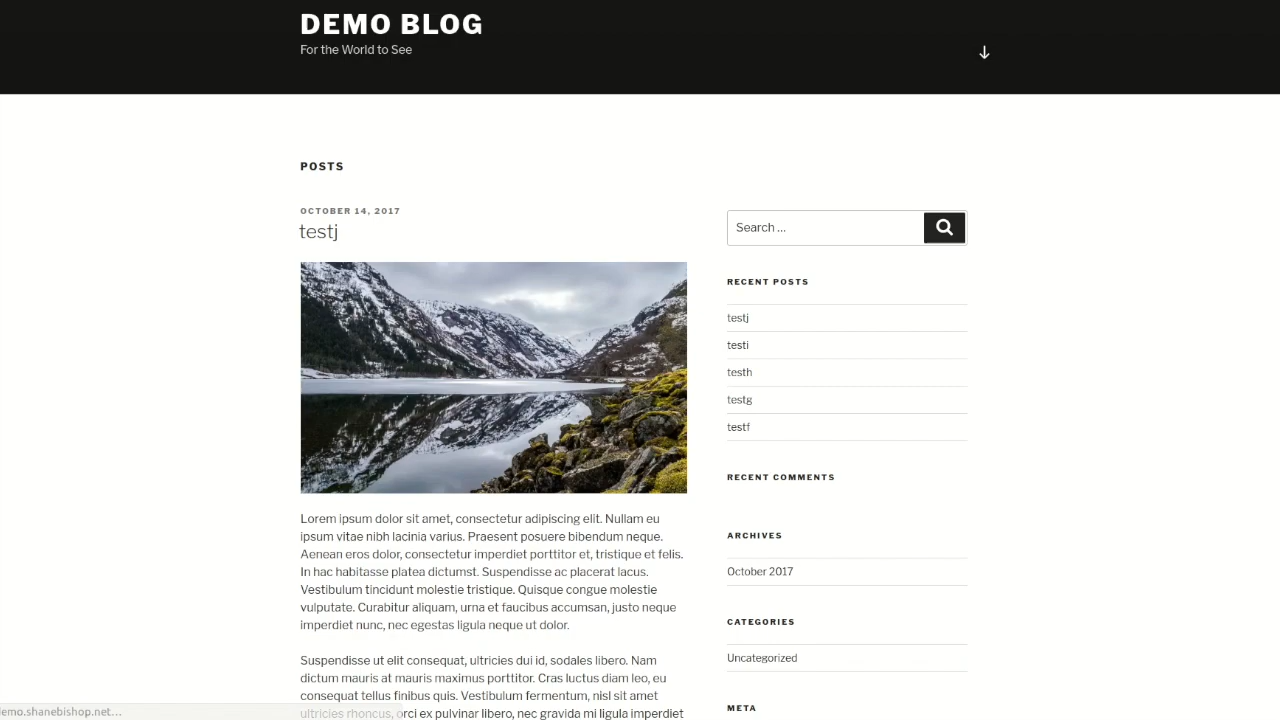 DEMO BLOG
For the World to See
POSTS
OCTOBER 14, 2017
testj
Lorem ipsum dolor sit amet, consectetur adipiscing elit. Nullam eu
ipsum vitae nibh lacinia varius. Praesent posuere bibendum neque.
Aenean eros dolor, consectetur imperdiet porttitor et, tristique et felis.
In hac habitasse platea dictumst. Suspendisse ac placerat lacus.
Vestibulum tincidunt molestie tristique. Quisque congue molestie
vulputate. Curabitur aliquam, urna et faucibus accumsan, justo neque
imperdiet nunc, nec egestas ligula neque ut dolor.
Suspendisse ut elit consequat, ultricies dui id, sodales libero. Nam
dictum mauris at mauris maximus porttitor. Cras luctus diam leo, eu
consequat tellus finibus quis. Vestibulum fermentum, nisl sit amet
ultricies rhoncus, orci ex pulvinar libero, nec gravida mi ligula imperdiet
Search …
RECENT POSTS
testj
testi
testh
testg
testf
RECENT COMMENTS
ARCHIVES
October 2017
CATEGORIES
Uncategorized
META
demo.shanebishop.net…